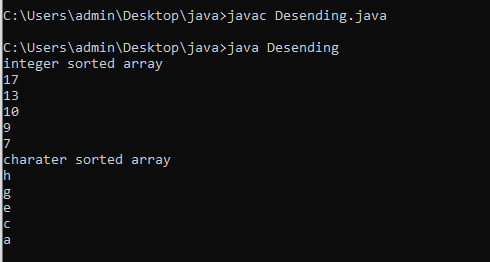 C:\Users\admin\Desktop\java>javac Desending.java
C:\Users\admin\Desktop\java>java Desending
integer sorted array
17
13
10
9
7
charater sorted array
h
g
e
c
a